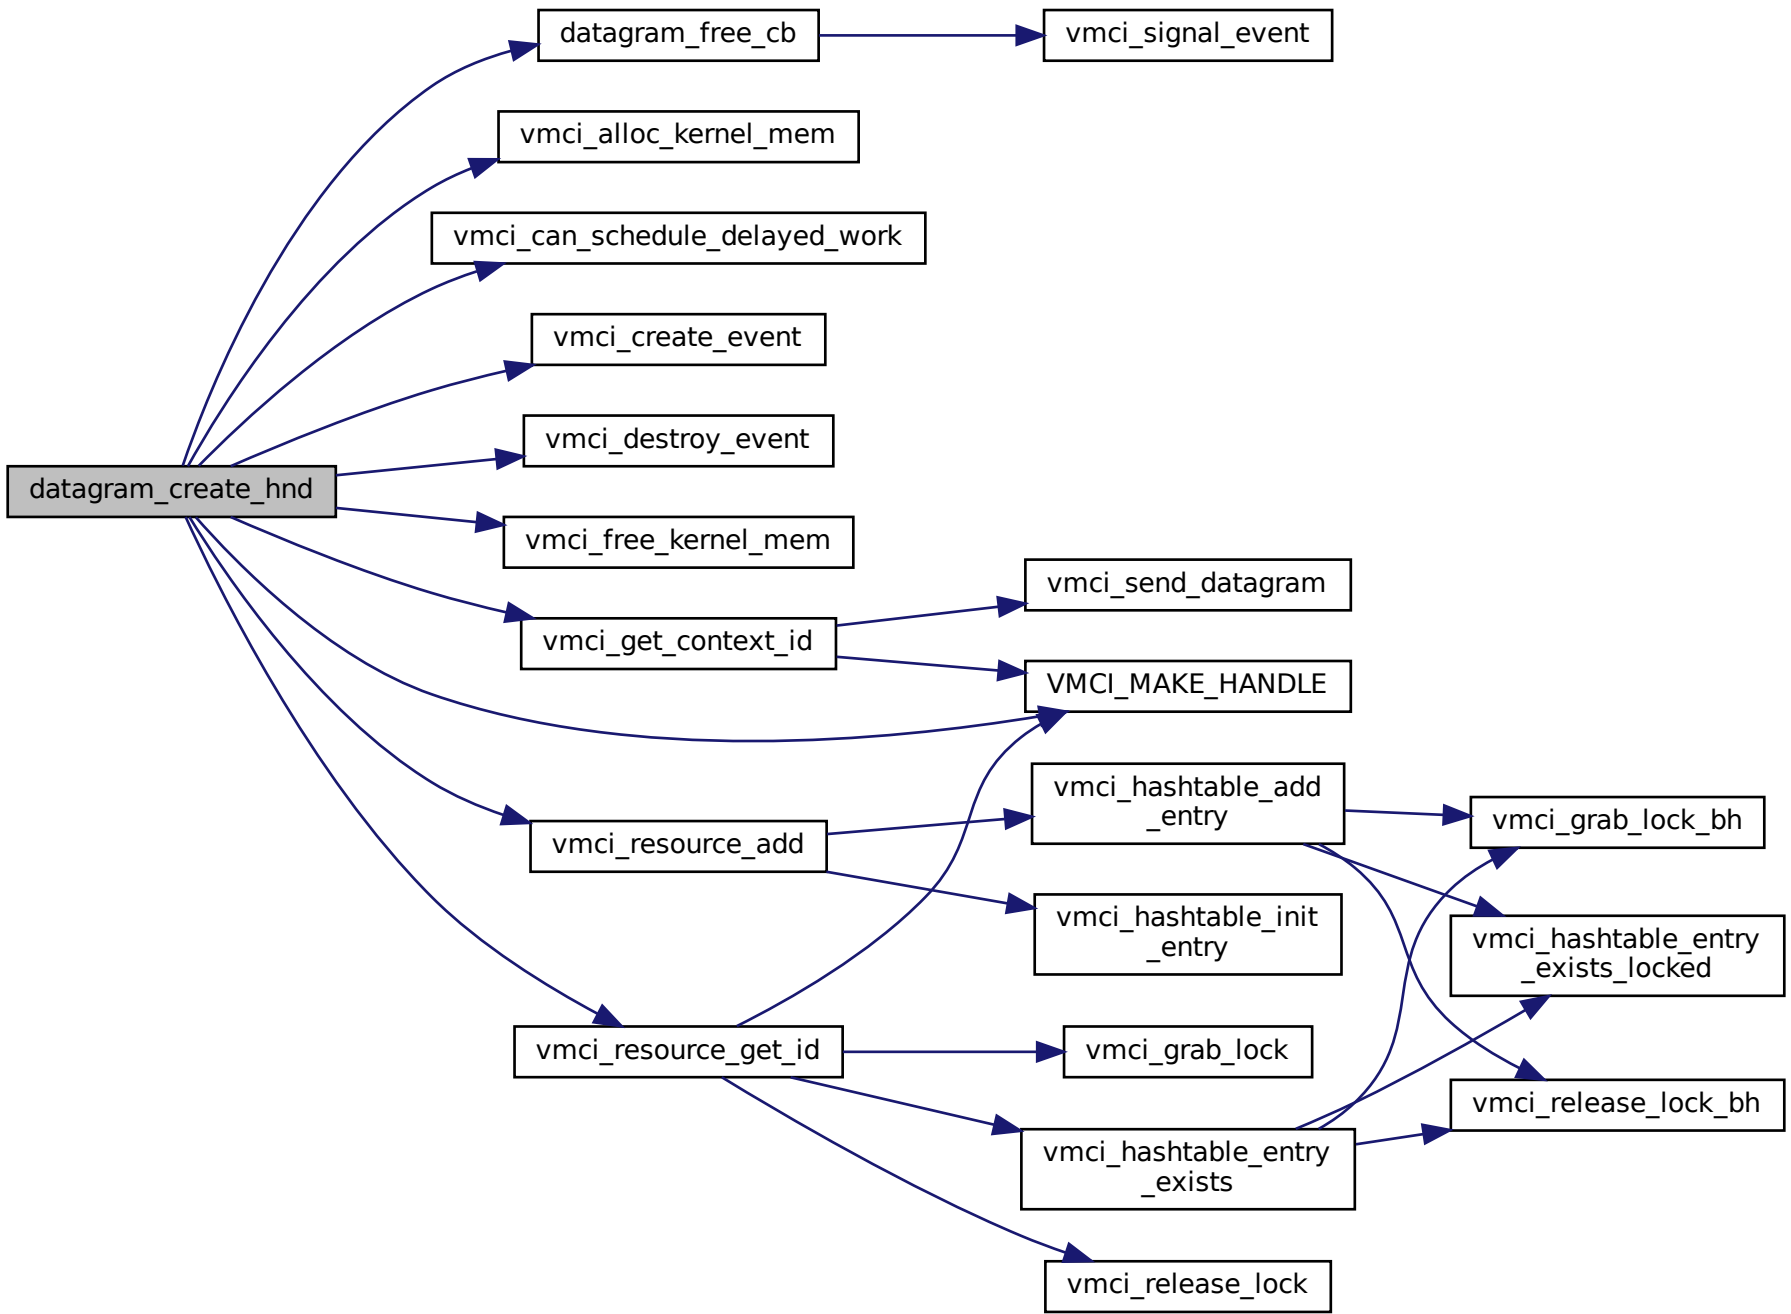 datagram_free_cb
vmci_signal_event
vmci_alloc_kernel_mem
vmci_can_schedule_delayed_work
vmci_create_event
vmci_destroy_event
datagram_create_hnd
vmci_free_kernel_mem
vmci_send_datagram
vmci_get_context_id
VMCI_MAKE_HANDLE
vmci_hashtable_add
_entry
vmci_grab_lock_bh
vmci_resource_add
vmci_hashtable_init
_entry
vmci_hashtable_entry
_exists_locked
vmci_resource_get_id
vmci_grab_lock
vmci_release_lock_bh
vmci_hashtable_entry
_exists
vmci_release_lock